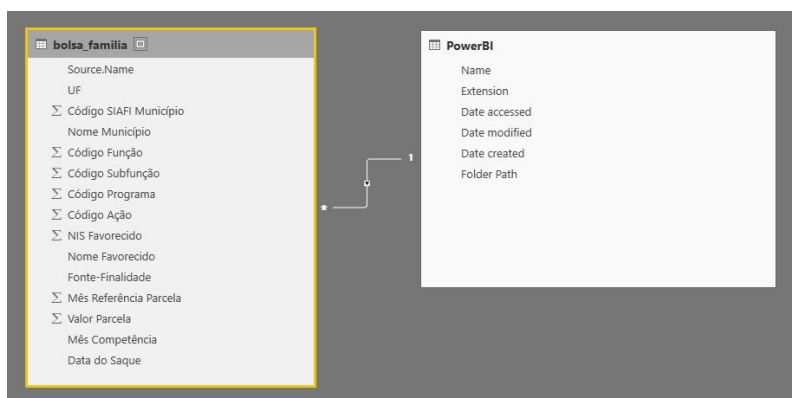 bolsa_familia
Source.Name
UF
Σ Código SIAFI Município
Nome Município
Σ Código Função
Σ Código Subfunção
Σ Código Programa
Σ Código Ação
Σ NIS Favorecido
Nome Favorecido
Fonte-Finalidade
Σ Mês Referência Parcela
Σ Valor Parcela
Mês Competência
Data do Saque
*
1
PowerBI
Name
Extension
Date accessed
Date modified
Date created
Folder Path